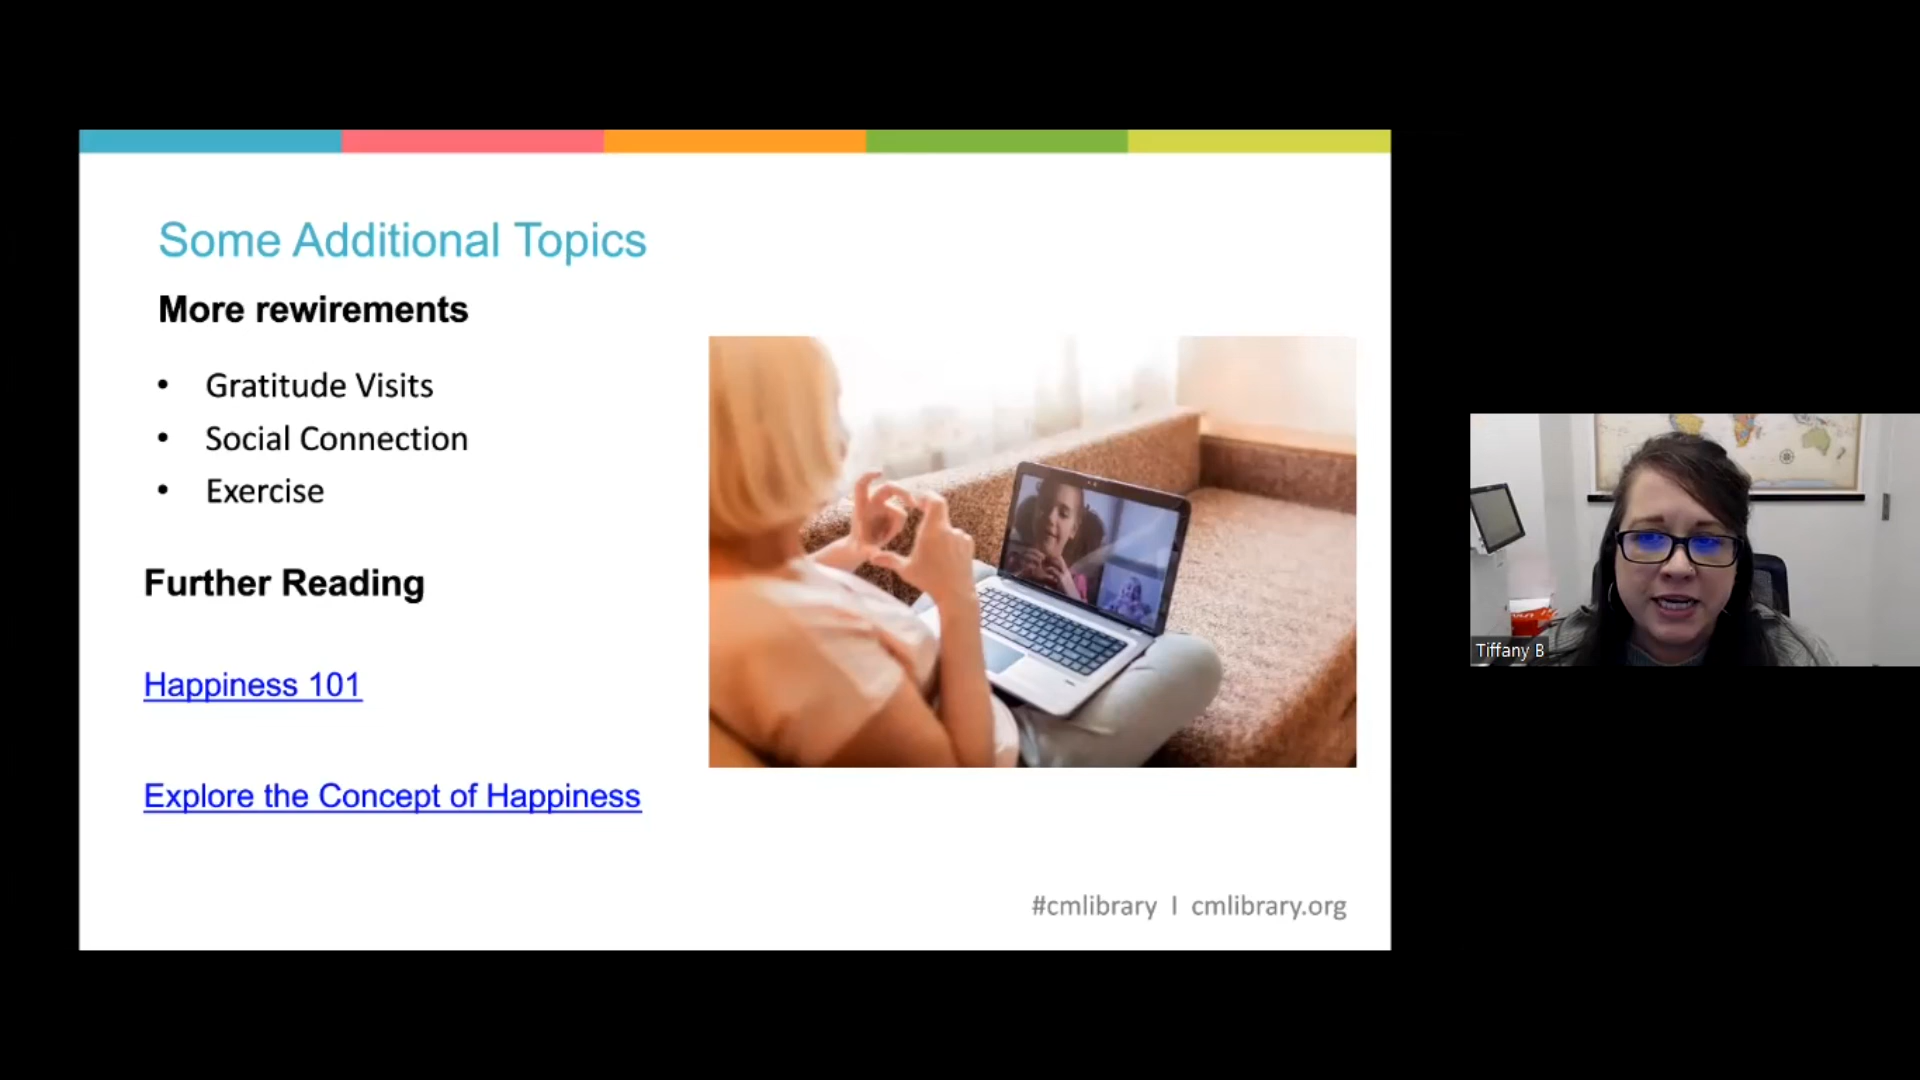 Some Additional Topics
More rewirements
• Gratitude Visits
• Social Connection
• Exercise
Further Reading
Happiness 101
Explore the Concept of Happiness
#cmlibrary I cmlibrary.org
Tiffany B